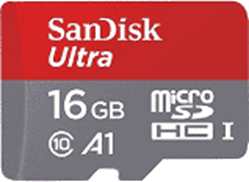 SanDisk
Ultra
16 GB
micro SD
HC I
10 A1